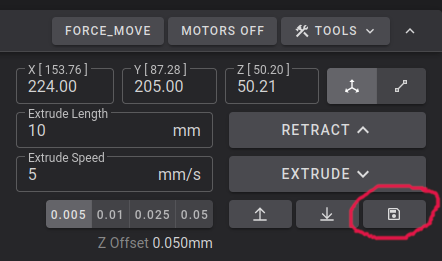 FORCE_MOVE MOTORS OFF TOOLS
X [ 153.76 ] Y [ 87.28 ] Z [ 50.20 ]
224.00 205.00 50.21
Extrude Length
10 mm RETRACT
Extrude Speed
5 mm/s EXTRUDE
0.005 0.01 0.025 0.05
Z Offset 0.050mm